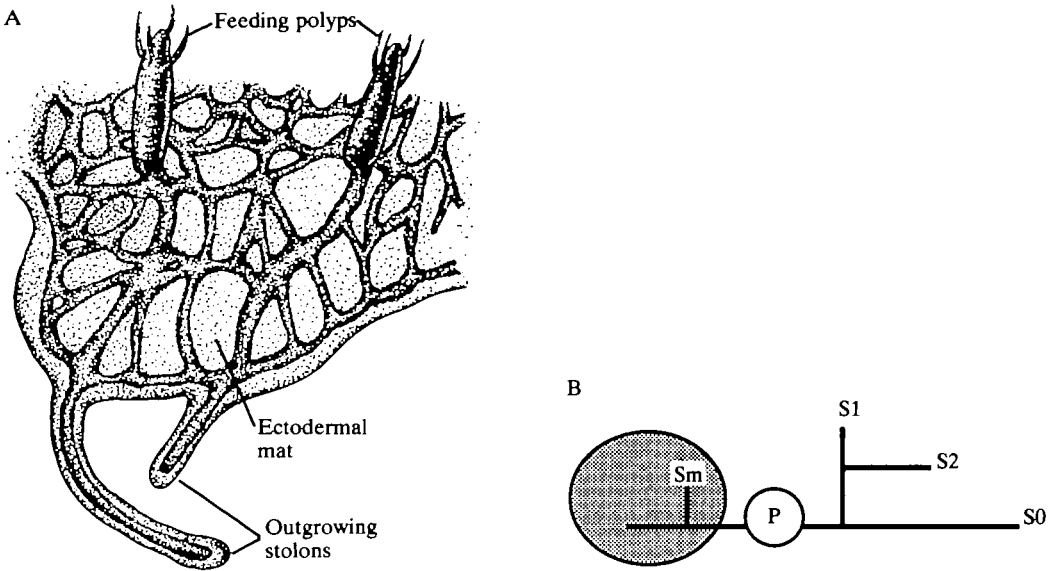 A
Feeding polyps
Ectodermal
mat
Outgrowing
stolons
B
S1
S2
Sm
P
S0